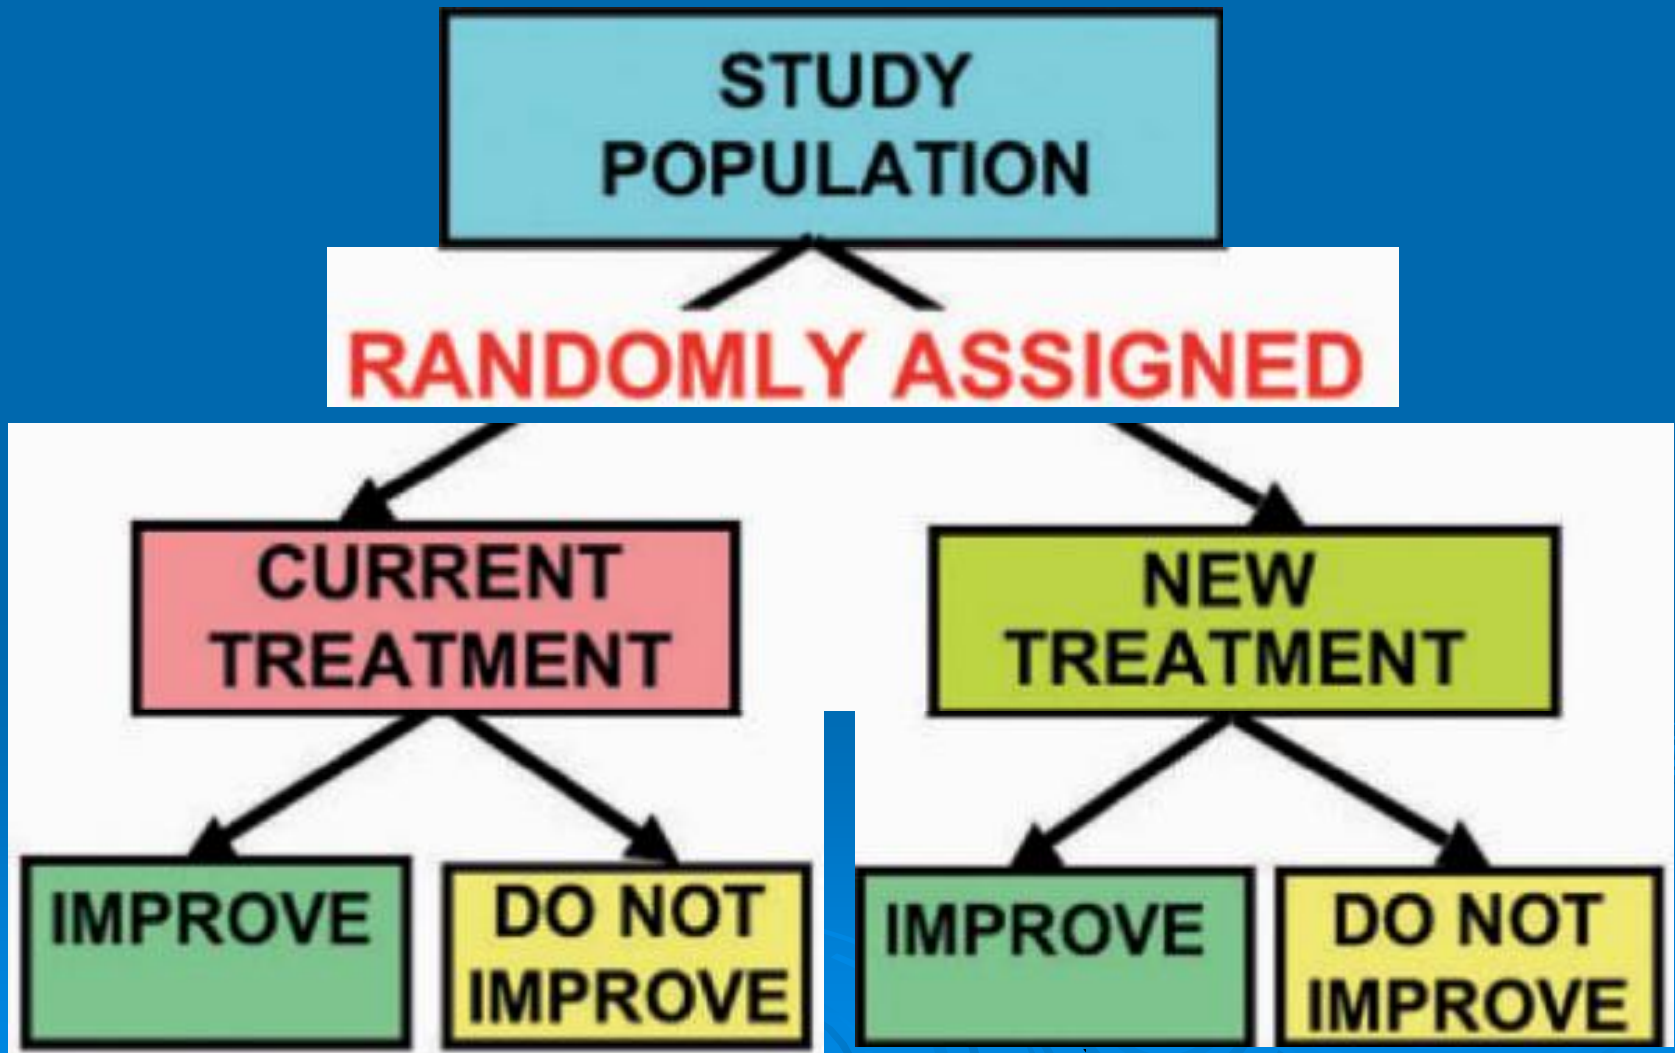 STUDY
POPULATION
RANDOMLY ASSIGNED
CURRENT
TREATMENT
NEW
TREATMENT
IMPROVE
DO NOT
IMPROVE
IMPROVE
DO NOT
IMPROVE